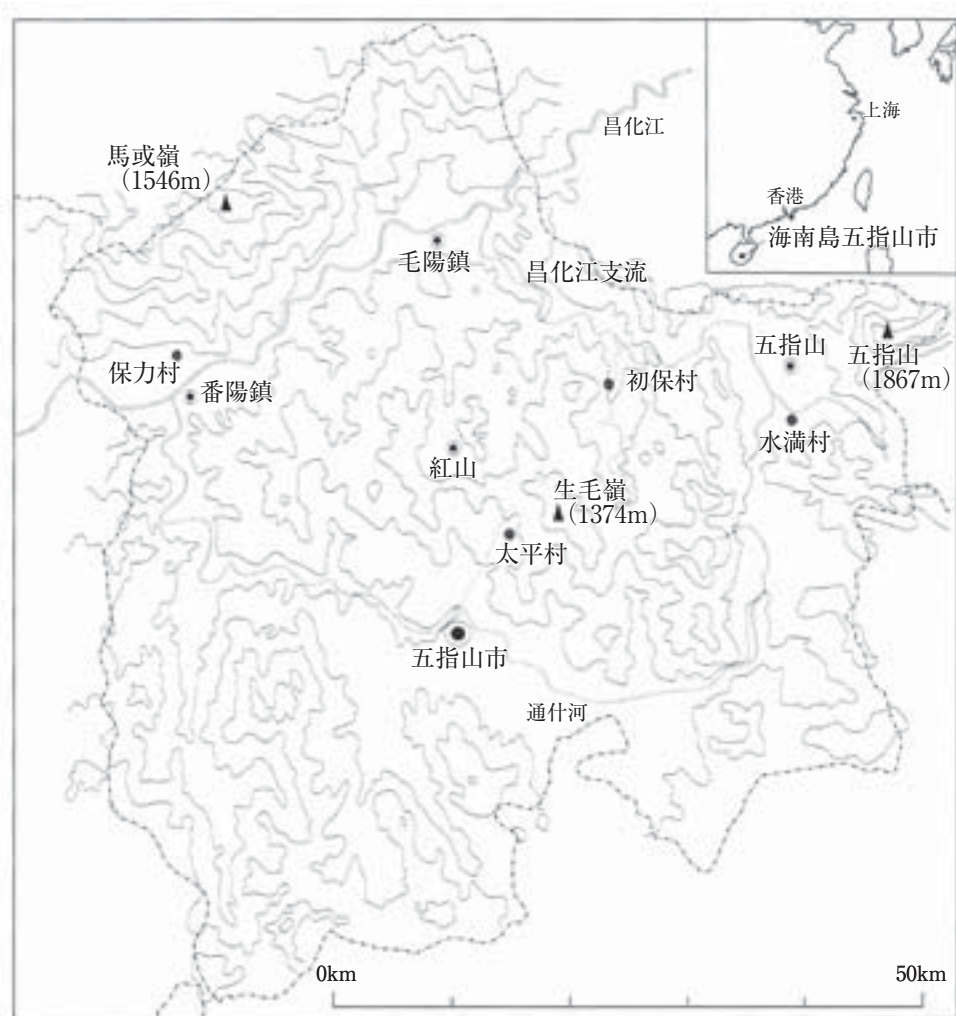 昌化江
上海
馬或嶺
(1546m)
香港
海南島五指山市
毛陽鎮
昌化江支流
五指山
五指山
(1867m)
保力村
番陽鎮
初保村
水満村
紅山
生毛嶺
(1374m)
太平村
五指山市
通什河
0km
50km